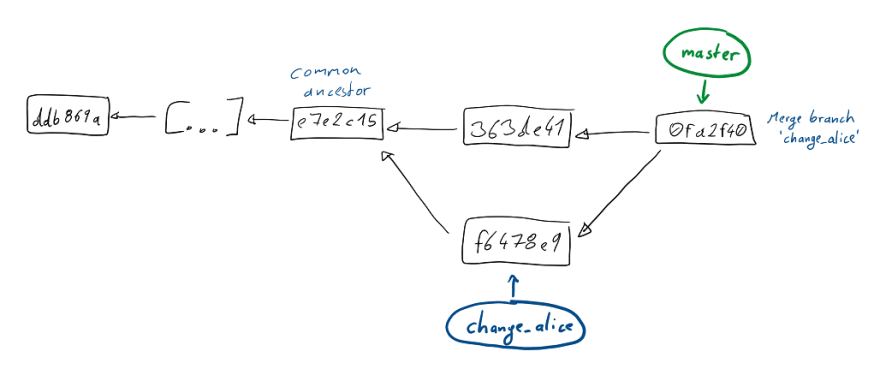 master
Common
ancestor
ddb869a
[...]
e7e2c15
363de41
0fa2f40
Merge branch
'change_alice'
f6478e9
change_alice